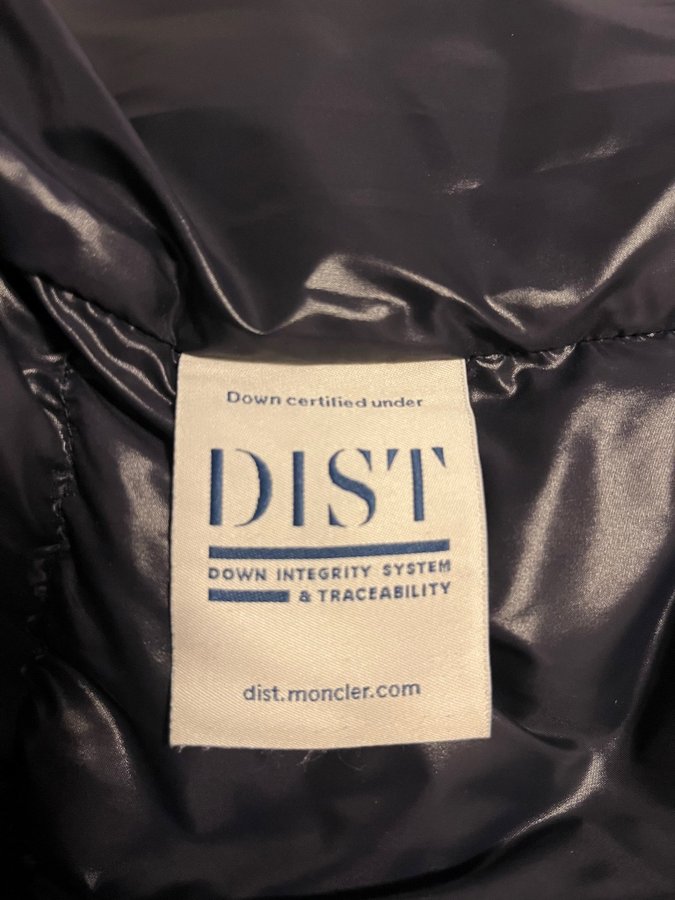 Down certified under
DIST
DOWN INTEGRITY SYSTEM
& TRACEABILITY
dist.moncler.com